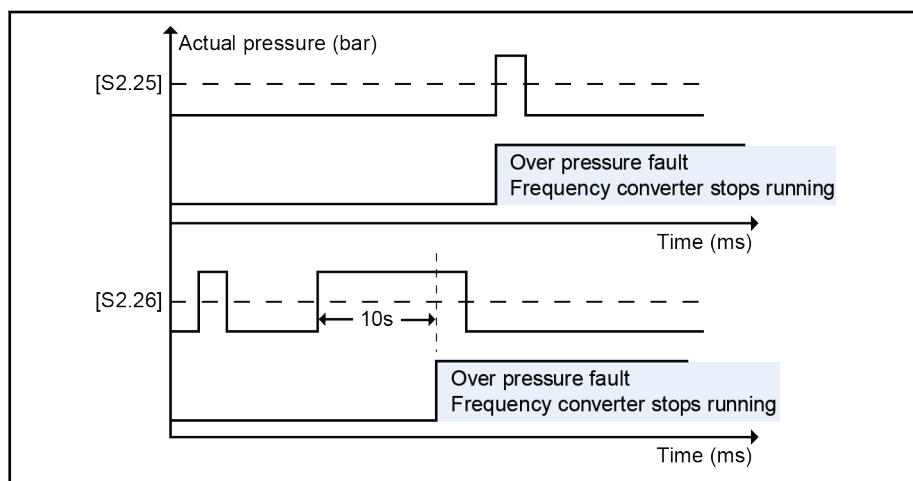 Actual pressure (bar)
[S2.25]
Over pressure fault
Frequency converter stops running
Time (ms)
[S2.26]
10s
Over pressure fault
Frequency converter stops running
Time (ms)